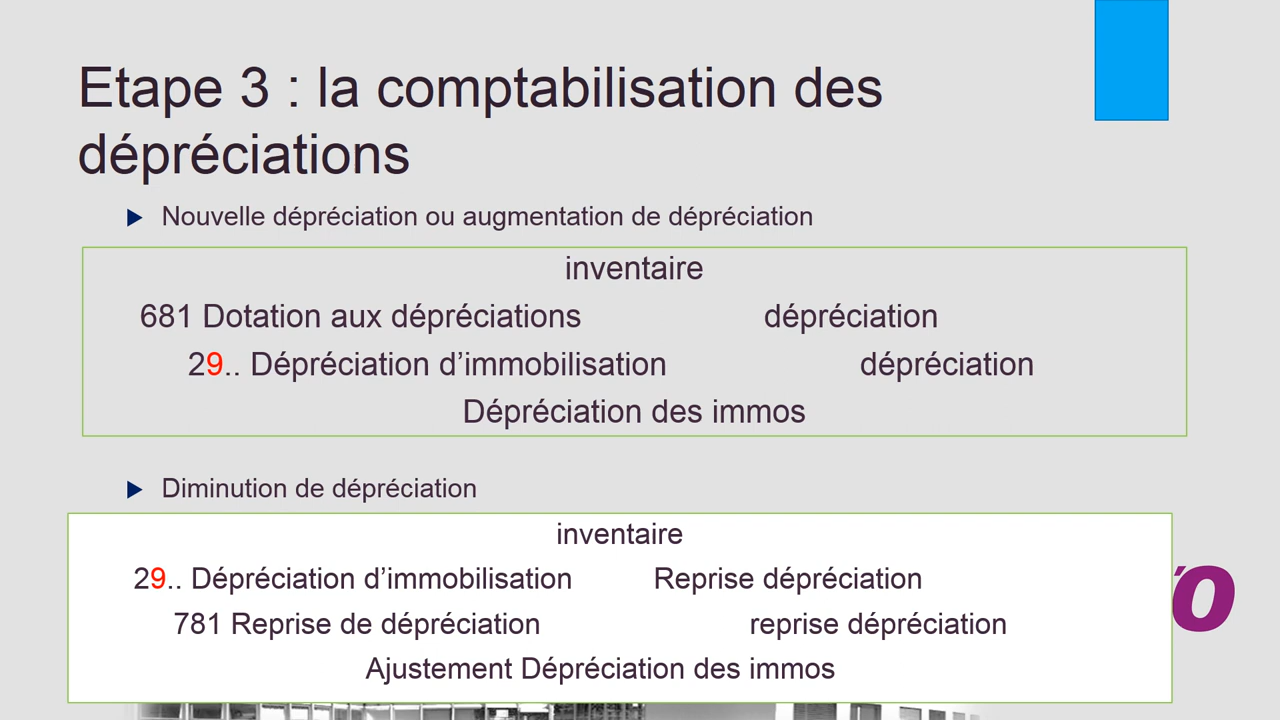 Etape 3 : la comptabilisation des
dépréciations
Nouvelle dépréciation ou augmentation de dépréciation
inventaire
681 Dotation aux dépréciations dépréciation
29.. Dépréciation d’immobilisation dépréciation
Dépréciation des immos
Diminution de dépréciation
inventaire
29.. Dépréciation d’immobilisation Reprise dépréciation
781 Reprise de dépréciation reprise dépréciation
Ajustement Dépréciation des immos